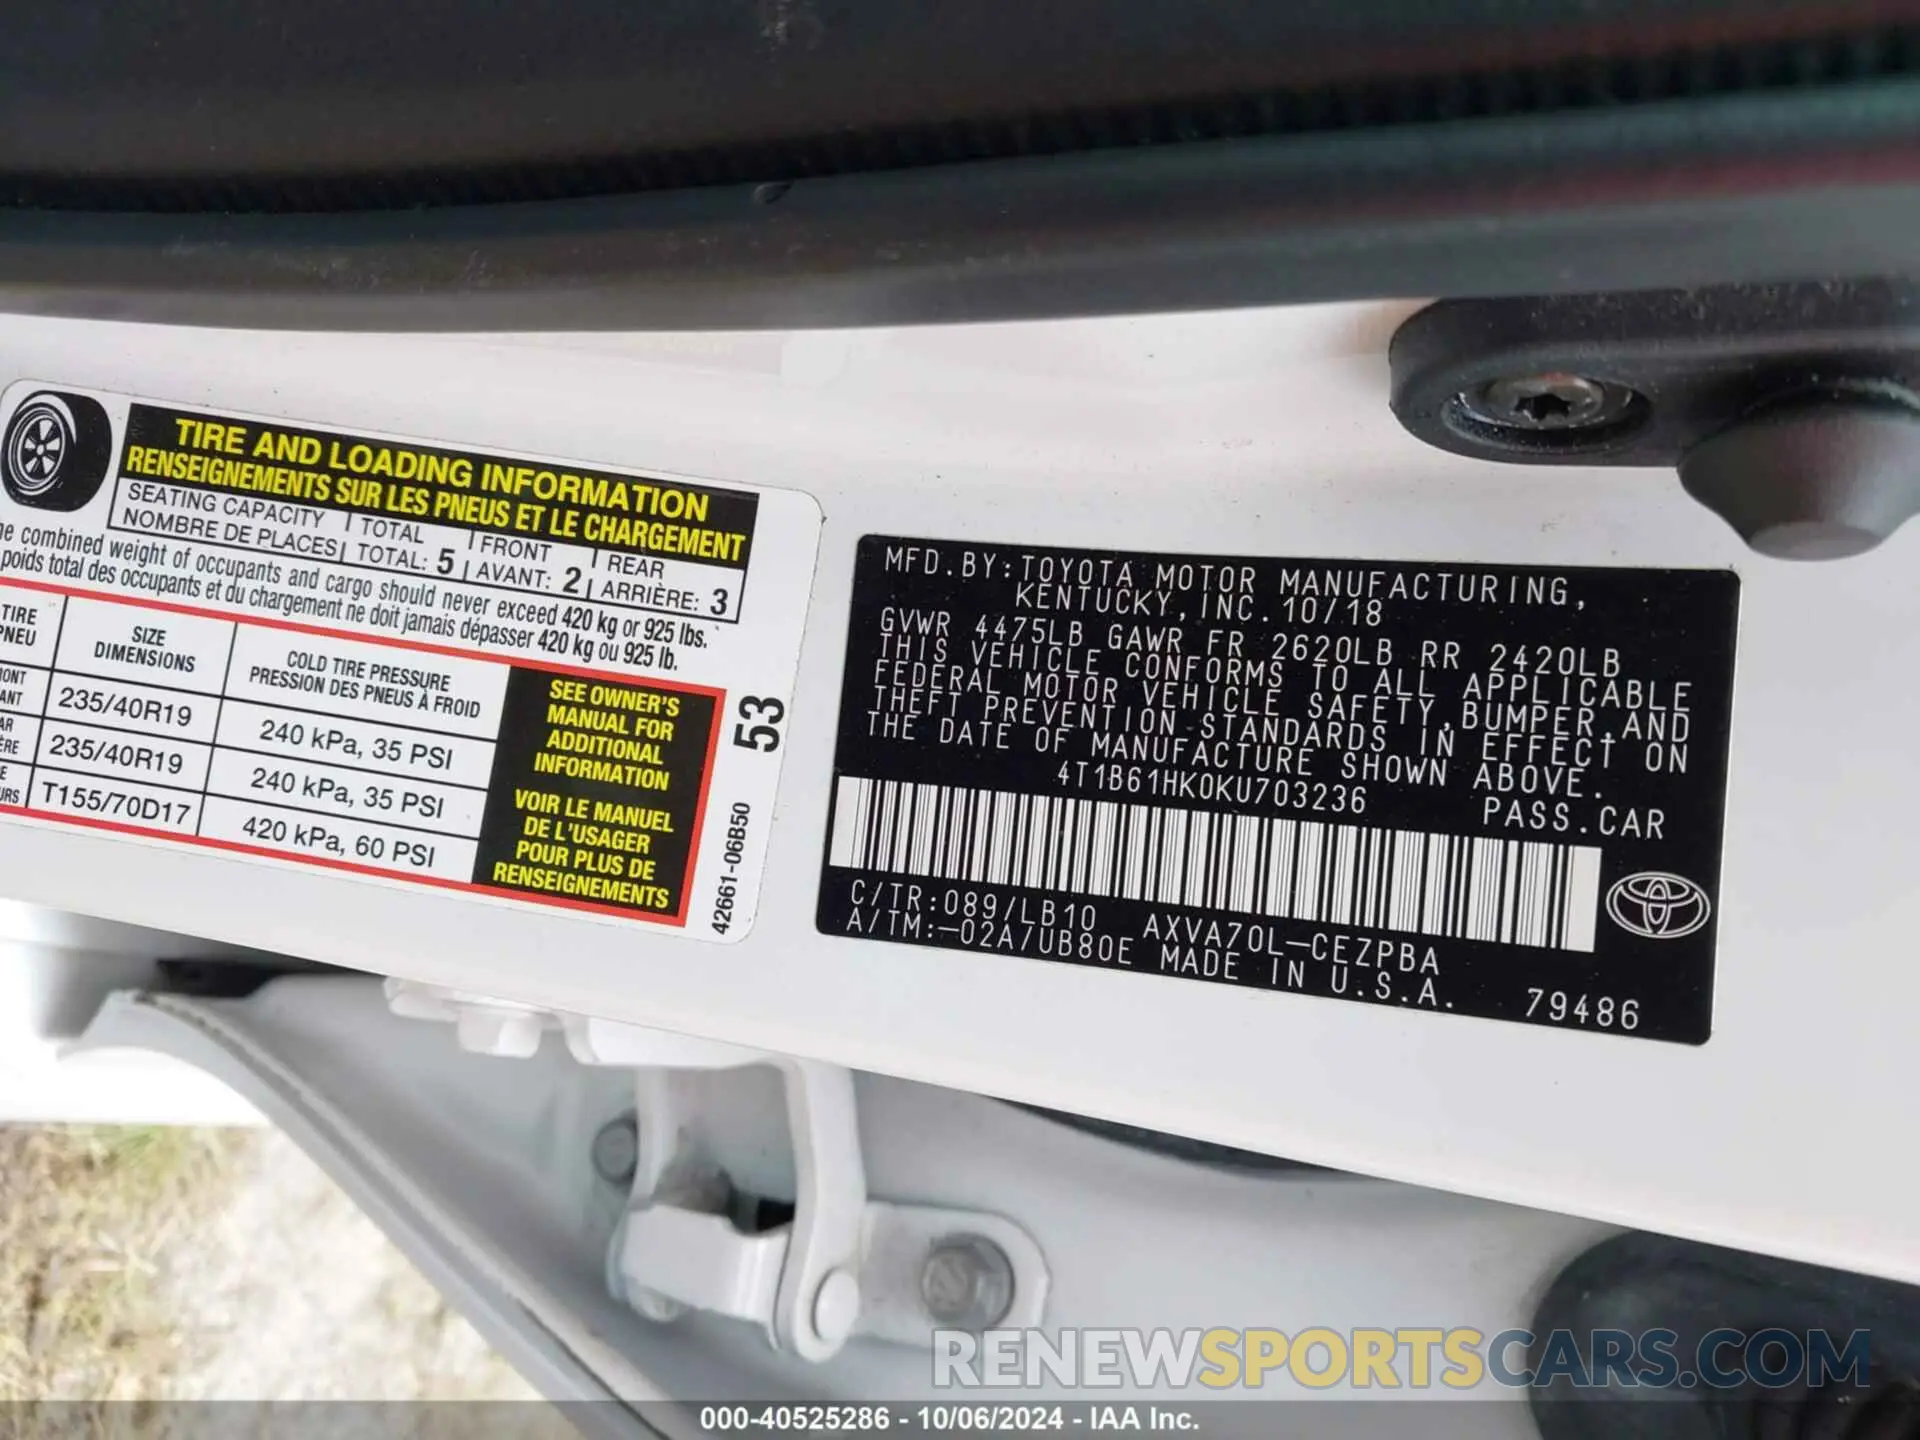 TIRE AND LOADING INFORMATION
RENSEIGNEMENTS SUR LES PNEUS ET LE CHARGEMENT
SEATING CAPACITY TOTAL FRONT REAR
NOMBRE DE PLACES TOTAL: 5 AVANT: 2 ARRIÈRE: 3
combined weight of occupants and cargo should never exceed 420 kg or 925 lbs.
poids total des occupants et du chargement ne doit jamais dépasser 420 kg ou 925 lb.
TIRE SIZE COLD TIRE PRESSURE
PNEU DIMENSIONS PRESSION DES PNEUS À FROID
235/40R19 240 kPa, 35 PSI
235/40R19 240 kPa, 35 PSI
T155/70D17 420 kPa, 60 PSI
SEE OWNER'S
MANUAL FOR
ADDITIONAL
INFORMATION
VOIR LE MANUEL
DE L'USAGER
POUR PLUS DE
RENSEIGNEMENTS
53
42661-06B50
MFD.BY:TOYOTA MOTOR MANUFACTURING,
KENTUCKY,INC.10/18
GVWR 4475LB GAWR FR 2620LB RR 2420LB
THIS VEHICLE CONFORMS TO ALL APPLICABLE
FEDERAL MOTOR VEHICLE SAFETY,BUMPER,AND
THEFT PREVENTION STANDARDS IN EFFECT ON
THE DATE OF MANUFACTURE SHOWN ABOVE.
4T1B61HK0KU703236 PASS.CAR
C/TR:089/LB10 AXVA70L-CEZPBA
A/TM:-02A/UB80E MADE IN U.S.A.
79486
RENEWSPORTSCARS.COM
000-40525286 - 10/06/2024 - IAA Inc.